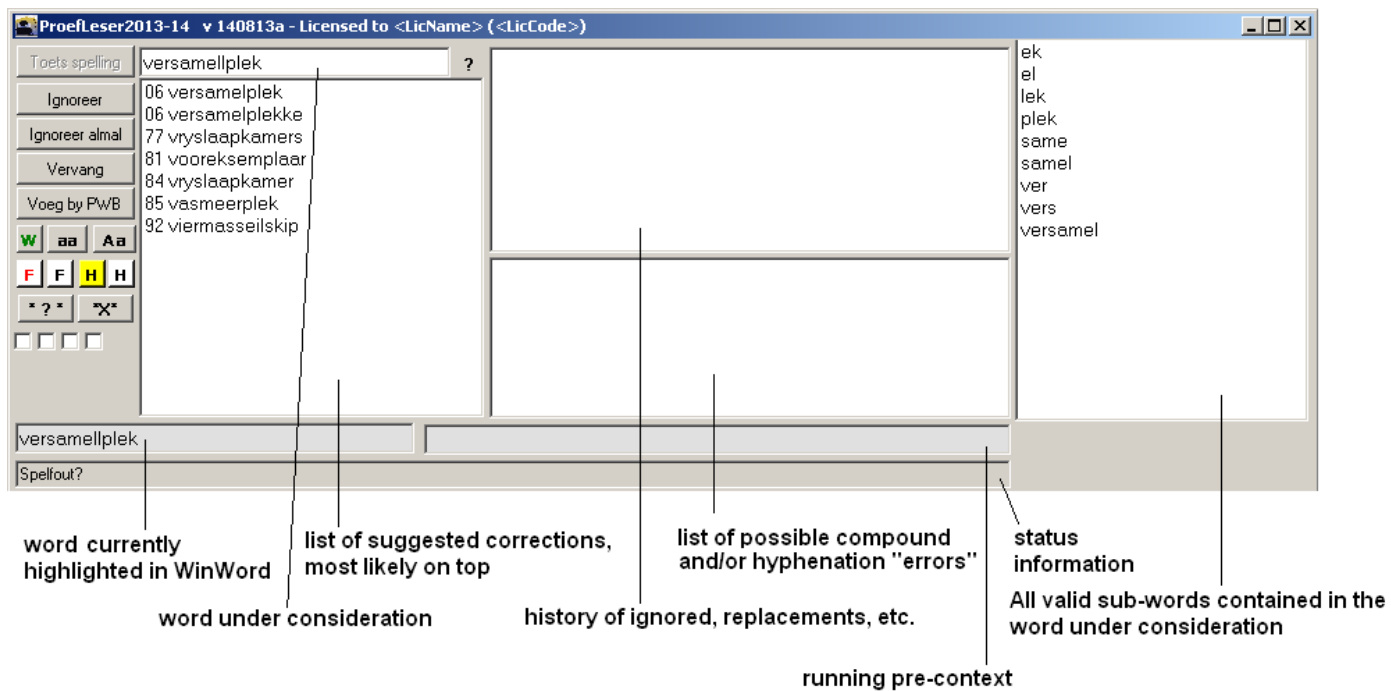 ProefLeser2013-14 v 140813a - Licensed to <LicName> (<LicCode>)
Toets spelling
Ignoreer
Ignoreer almal
Vervang
Voeg by PWB
W aa Aa
F F H H
* ? * *X*
versamellplek ?
06 versamelplek
06 versamelplekke
77 vryslaapkamers
81 vooreksemplaar
84 vryslaapkamer
85 vasmeerplek
92 viermasseilskip
ek
el
lek
plek
same
samel
ver
vers
versamel
versamellplek
Spelfout?
word currently
highlighted in WinWord
list of suggested corrections,
most likely on top
word under consideration
list of possible compound
and/or hyphenation "errors"
history of ignored, replacements, etc.
status
information
All valid sub-words contained in the
word under consideration
running pre-context